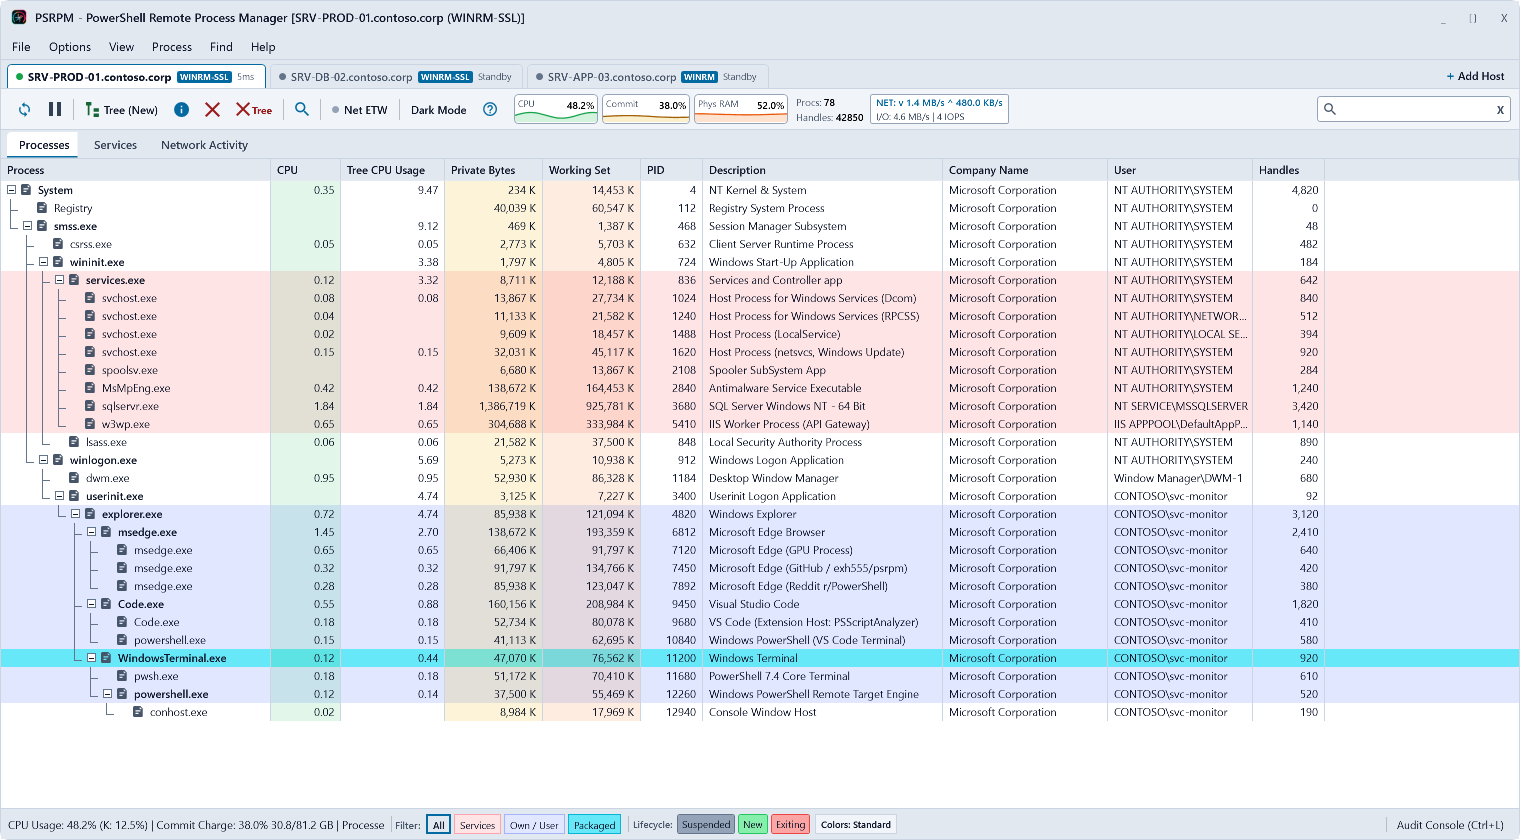 PSRPM - PowerShell Remote Process Manager [SRV-PROD-01.contoso.corp (WINRM-SSL)]
File Options View Process Find Help
SRV-PROD-01.contoso.corp WINRM-SSL 5ms SRV-DB-02.contoso.corp WINRM-SSL Standby SRV-APP-03.contoso.corp WINRM Standby + Add Host
Tree (New) Tree Net ETW Dark Mode CPU 48.2% Commit 38.0% Phys RAM 52.0% Procs: 78 NET: v 1.4 MB/s ^ 480.0 KB/s X
Handles: 42850 I/O: 4.6 MB/s | 4 IOPS
Processes Services Network Activity
Process CPU Tree CPU Usage Private Bytes Working Set PID Description Company Name User Handles
System 0.35 9.47 234 K 14,453 K 4 NT Kernel & System Microsoft Corporation NT AUTHORITY\SYSTEM 4,820
Registry 40,039 K 60,547 K 112 Registry System Process Microsoft Corporation NT AUTHORITY\SYSTEM 0
smss.exe 9.12 469 K 1,387 K 468 Session Manager Subsystem Microsoft Corporation NT AUTHORITY\SYSTEM 48
csrss.exe 0.05 0.05 2,773 K 5,703 K 632 Client Server Runtime Process Microsoft Corporation NT AUTHORITY\SYSTEM 482
wininit.exe 3.38 1,797 K 4,805 K 724 Windows Start-Up Application Microsoft Corporation NT AUTHORITY\SYSTEM 184
services.exe 0.12 3.32 8,711 K 12,188 K 836 Services and Controller app Microsoft Corporation NT AUTHORITY\SYSTEM 642
svchost.exe 0.08 0.08 13,867 K 27,734 K 1024 Host Process for Windows Services (Dcom) Microsoft Corporation NT AUTHORITY\SYSTEM 840
svchost.exe 0.04 11,133 K 21,582 K 1240 Host Process for Windows Services (RPCSS) Microsoft Corporation NT AUTHORITY\NETWOR... 512
svchost.exe 0.02 9,609 K 18,457 K 1488 Host Process (LocalService) Microsoft Corporation NT AUTHORITY\LOCAL SE... 394
svchost.exe 0.15 0.15 32,031 K 45,117 K 1620 Host Process (netsvcs, Windows Update) Microsoft Corporation NT AUTHORITY\SYSTEM 920
spoolsv.exe 6,680 K 13,867 K 2108 Spooler SubSystem App Microsoft Corporation NT AUTHORITY\SYSTEM 284
MsMpEng.exe 0.42 0.42 138,672 K 164,453 K 2840 Antimalware Service Executable Microsoft Corporation NT AUTHORITY\SYSTEM 1,240
sqlservr.exe 1.84 1.84 1,386,719 K 925,781 K 3680 SQL Server Windows NT - 64 Bit Microsoft Corporation NT SERVICE\MSSQLSERVER 3,420
w3wp.exe 0.65 0.65 304,688 K 333,984 K 5410 IIS Worker Process (API Gateway) Microsoft Corporation IIS APPPOOL\DefaultAppP... 1,140
lsass.exe 0.06 0.06 21,582 K 37,500 K 848 Local Security Authority Process Microsoft Corporation NT AUTHORITY\SYSTEM 890
winlogon.exe 5.69 5,273 K 10,938 K 912 Windows Logon Application Microsoft Corporation NT AUTHORITY\SYSTEM 240
dwm.exe 0.95 0.95 52,930 K 86,328 K 1184 Desktop Window Manager Microsoft Corporation Window Manager\DWM-1 680
userinit.exe 4.74 3,125 K 7,227 K 3400 Userinit Logon Application Microsoft Corporation CONTOSO\svc-monitor 92
explorer.exe 0.72 4.74 85,938 K 121,094 K 4820 Windows Explorer Microsoft Corporation CONTOSO\svc-monitor 3,120
msedge.exe 1.45 2.70 138,672 K 193,359 K 6812 Microsoft Edge Browser Microsoft Corporation CONTOSO\svc-monitor 2,410
msedge.exe 0.65 0.65 66,406 K 91,797 K 7120 Microsoft Edge (GPU Process) Microsoft Corporation CONTOSO\svc-monitor 640
msedge.exe 0.32 0.32 91,797 K 134,766 K 7450 Microsoft Edge (GitHub / exh555/psrpm) Microsoft Corporation CONTOSO\svc-monitor 420
msedge.exe 0.28 0.28 85,938 K 123,047 K 7892 Microsoft Edge (Reddit r/PowerShell) Microsoft Corporation CONTOSO\svc-monitor 380
Code.exe 0.55 0.88 160,156 K 208,984 K 9450 Visual Studio Code Microsoft Corporation CONTOSO\svc-monitor 1,820
Code.exe 0.18 0.18 52,734 K 80,078 K 9680 VS Code (Extension Host: PSScriptAnalyzer) Microsoft Corporation CONTOSO\svc-monitor 410
powershell.exe 0.15 0.15 41,113 K 62,695 K 10840 Windows PowerShell (VS Code Terminal) Microsoft Corporation CONTOSO\svc-monitor 580
WindowsTerminal.exe 0.12 0.44 47,070 K 76,562 K 11200 Windows Terminal Microsoft Corporation CONTOSO\svc-monitor 920
pwsh.exe 0.18 0.18 51,172 K 70,410 K 11680 PowerShell 7.4 Core Terminal Microsoft Corporation CONTOSO\svc-monitor 610
powershell.exe 0.12 0.14 37,500 K 55,469 K 12260 Windows PowerShell Remote Target Engine Microsoft Corporation CONTOSO\svc-monitor 520
conhost.exe 0.02 8,984 K 17,969 K 12940 Console Window Host Microsoft Corporation CONTOSO\svc-monitor 190
CPU Usage: 48.2% (K: 12.5%) | Commit Charge: 38.0% 30.8/81.2 GB | Processe Filter: All Services Own / User Packaged Lifecycle: Suspended New Exiting Colors: Standard Audit Console (Ctrl+L)